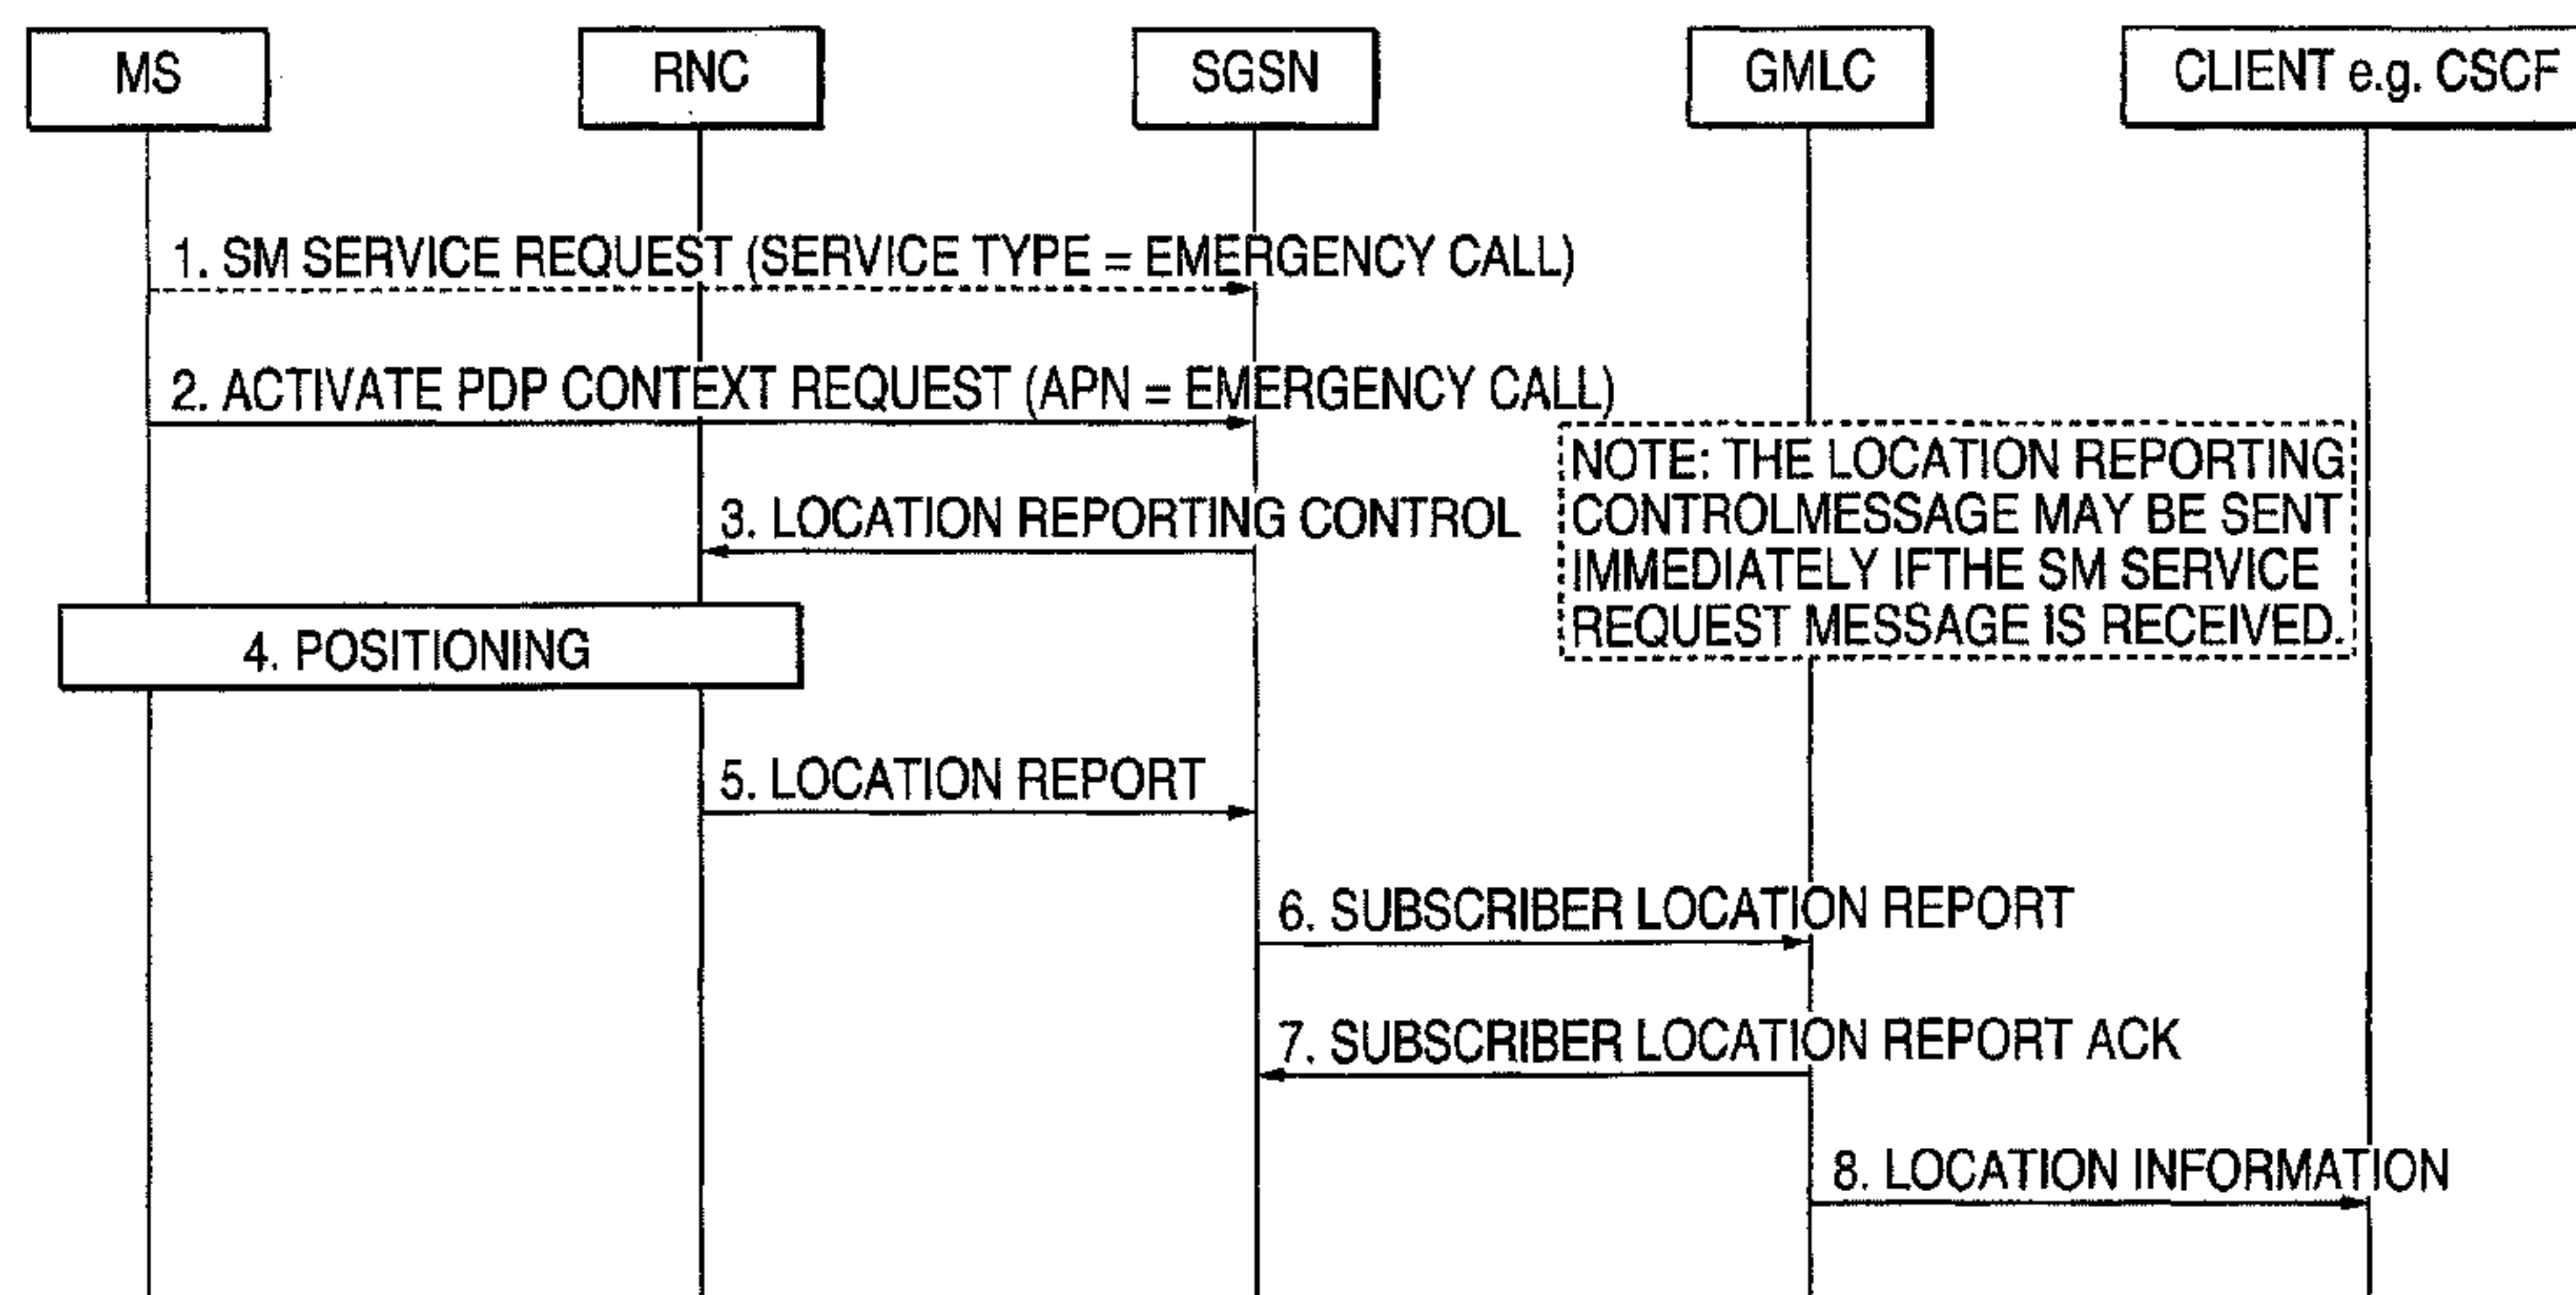 MS
RNC
SGSN
GMLC
CLIENT e.g. CSCF
1. SM SERVICE REQUEST (SERVICE TYPE = EMERGENCY CALL)
2. ACTIVATE PDP CONTEXT REQUEST (APN = EMERGENCY CALL)
NOTE: THE LOCATION REPORTING
CONTROLMESSAGE MAY BE SENT
IMMEDIATELY IFTHE SM SERVICE
REQUEST MESSAGE IS RECEIVED.
3. LOCATION REPORTING CONTROL
4. POSITIONING
5. LOCATION REPORT
6. SUBSCRIBER LOCATION REPORT
7. SUBSCRIBER LOCATION REPORT ACK
8. LOCATION INFORMATION